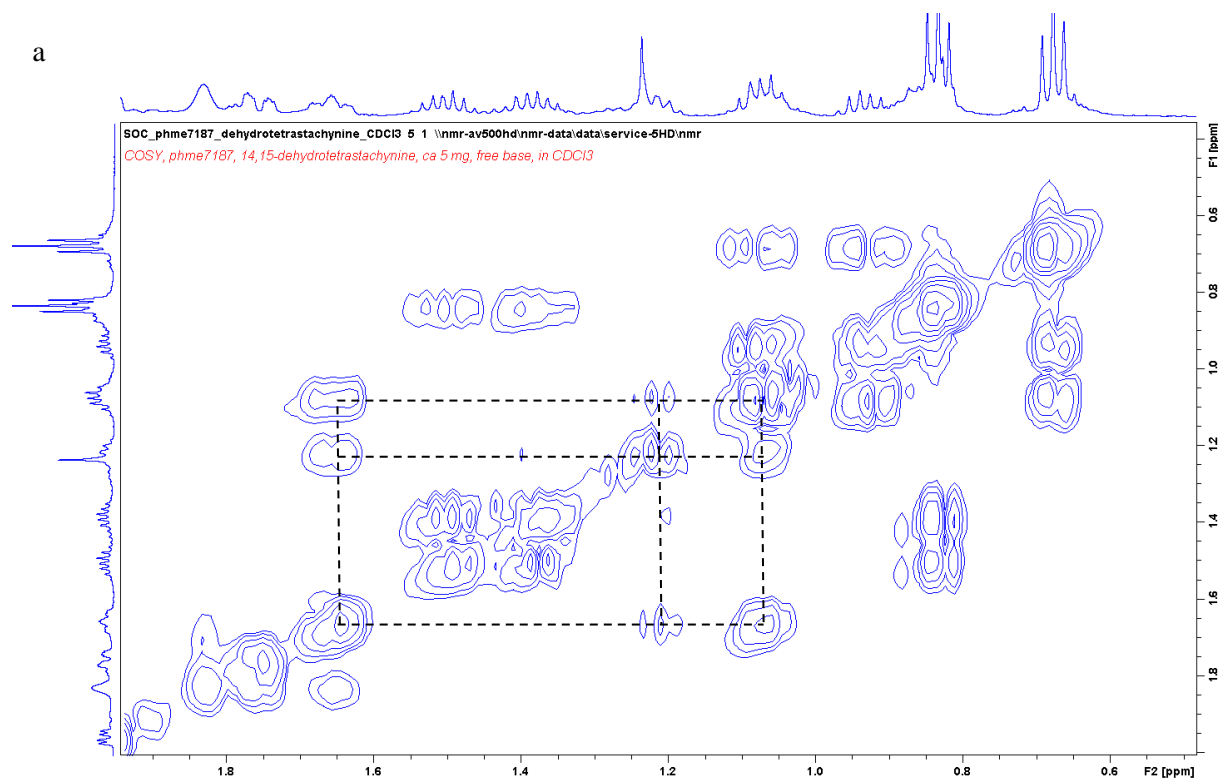 a
SOC_phme7187_dehydrotetrastachynine_CDCl3 5 1 \\nmr-av500hd\nmr-data\data\service-5HD\nmr
COSY, phme7187, 14,15-dehydrotetrastachynine, ca 5 mg, free base, in CDCl3
F1 [ppm]
0.6
0.8
1.0
1.2
1.4
1.6
1.8
1.8 1.6 1.4 1.2 1.0 0.8 0.6 F2 [ppm]